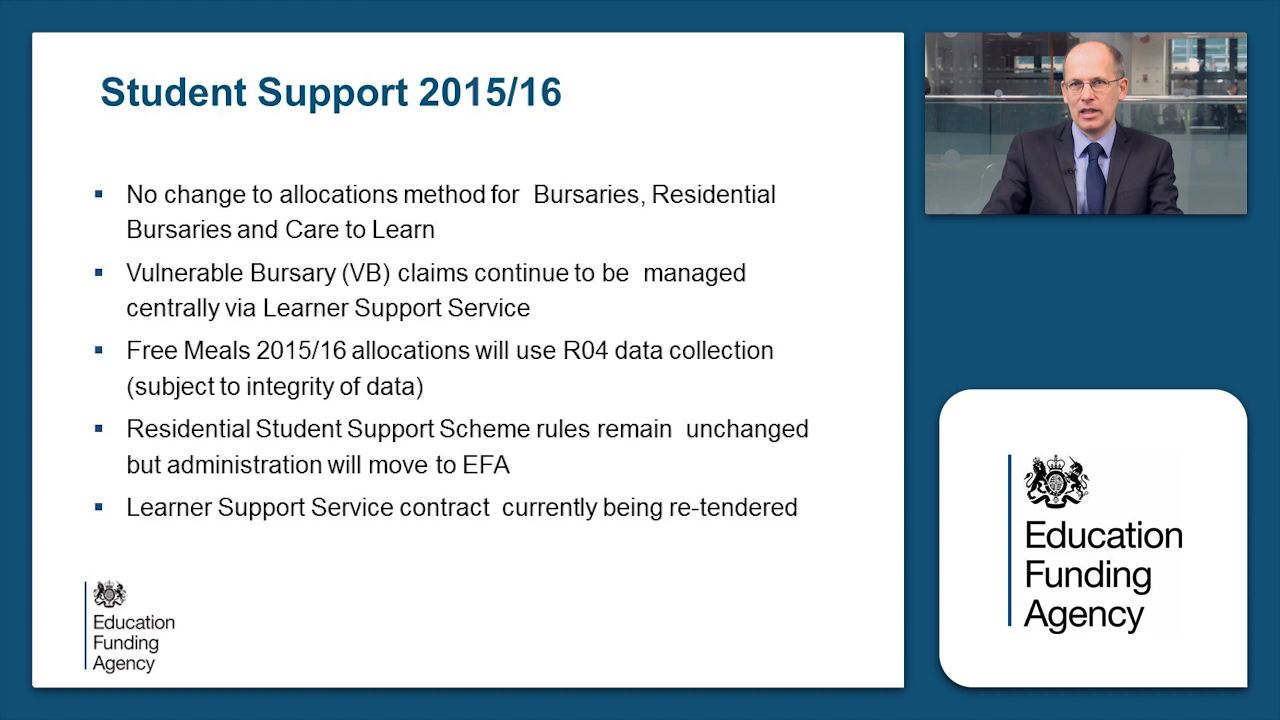 Student Support 2015/16
▪ No change to allocations method for Bursaries, Residential
Bursaries and Care to Learn
▪ Vulnerable Bursary (VB) claims continue to be managed
centrally via Learner Support Service
▪ Free Meals 2015/16 allocations will use R04 data collection
(subject to integrity of data)
▪ Residential Student Support Scheme rules remain unchanged
but administration will move to EFA
▪ Learner Support Service contract currently being re-tendered
Education
Funding
Agency
Education
Funding
Agency